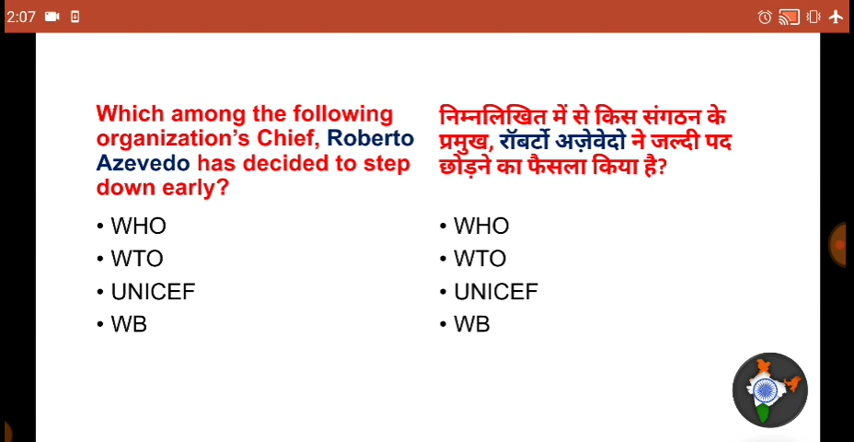 2:07
Which among the following
organization's Chief, Roberto
Azevedo has decided to step
down early?
• WHO
• WTO
• UNICEF
• WB
निम्नलिखित में से किस संगठन के
प्रमुख, रॉबर्टो अज़ेवेदो ने जल्दी पद
छोड़ने का फैसला किया है?
• WHO
• WTO
• UNICEF
• WB